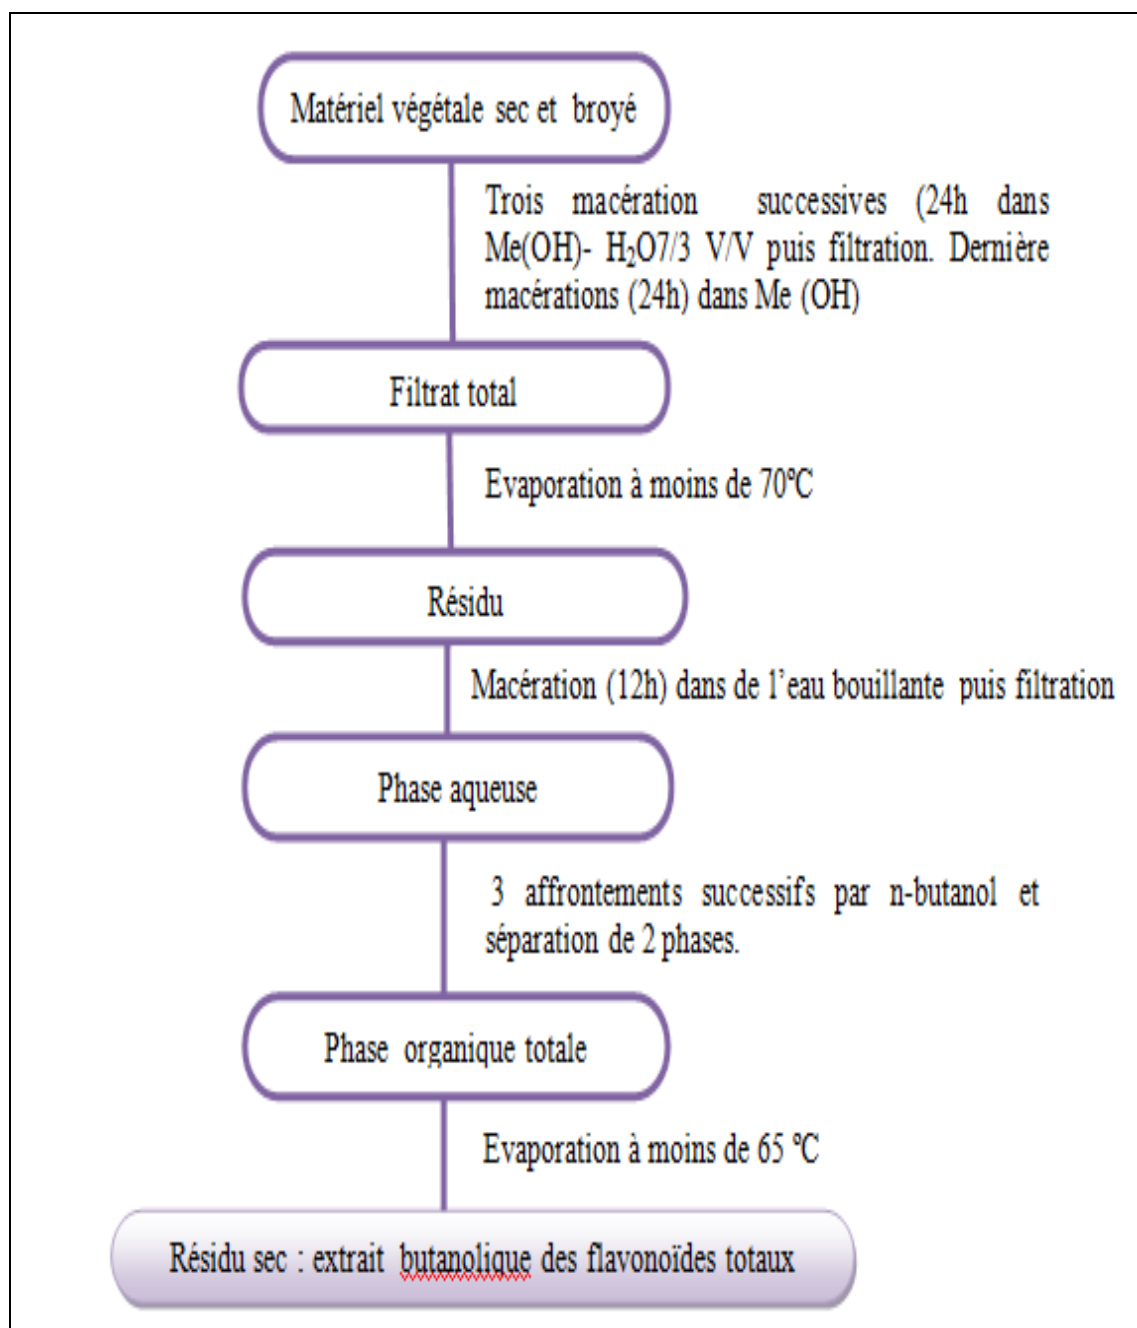 Matériel végétale sec et broyé
Trois macération successives (24h dans
Me(OH)- H₂O7/3 V/V puis filtration. Dernière
macérations (24h) dans Me (OH)
Filtrat total
Evaporation à moins de 70ºC
Résidu
Macération (12h) dans de l’eau bouillante puis filtration
Phase aqueuse
3 affrontements successifs par n-butanol et
séparation de 2 phases.
Phase organique totale
Evaporation à moins de 65 ºC
Résidu sec : extrait butanolique des flavonoïdes totaux